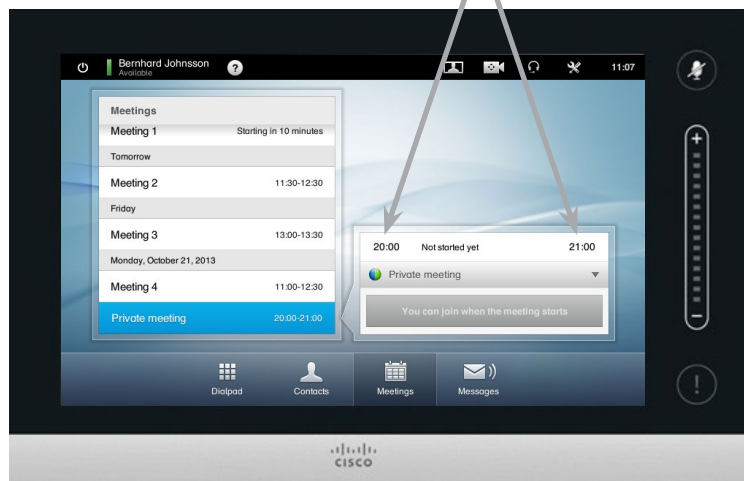 Bernhard Johnsson
Available
?
11:07
Meetings
Meeting 1 Starting in 10 minutes
Tomorrow
Meeting 2 11:30-12:30
Friday
Meeting 3 13:00-13:30
Monday, October 21, 2013
Meeting 4 11:00-12:30
Private meeting 20:00-21:00
20:00 Not started yet 21:00
Private meeting
You can join when the meeting starts
Dialpad Contacts Meetings Messages
+
-
!
CISCO